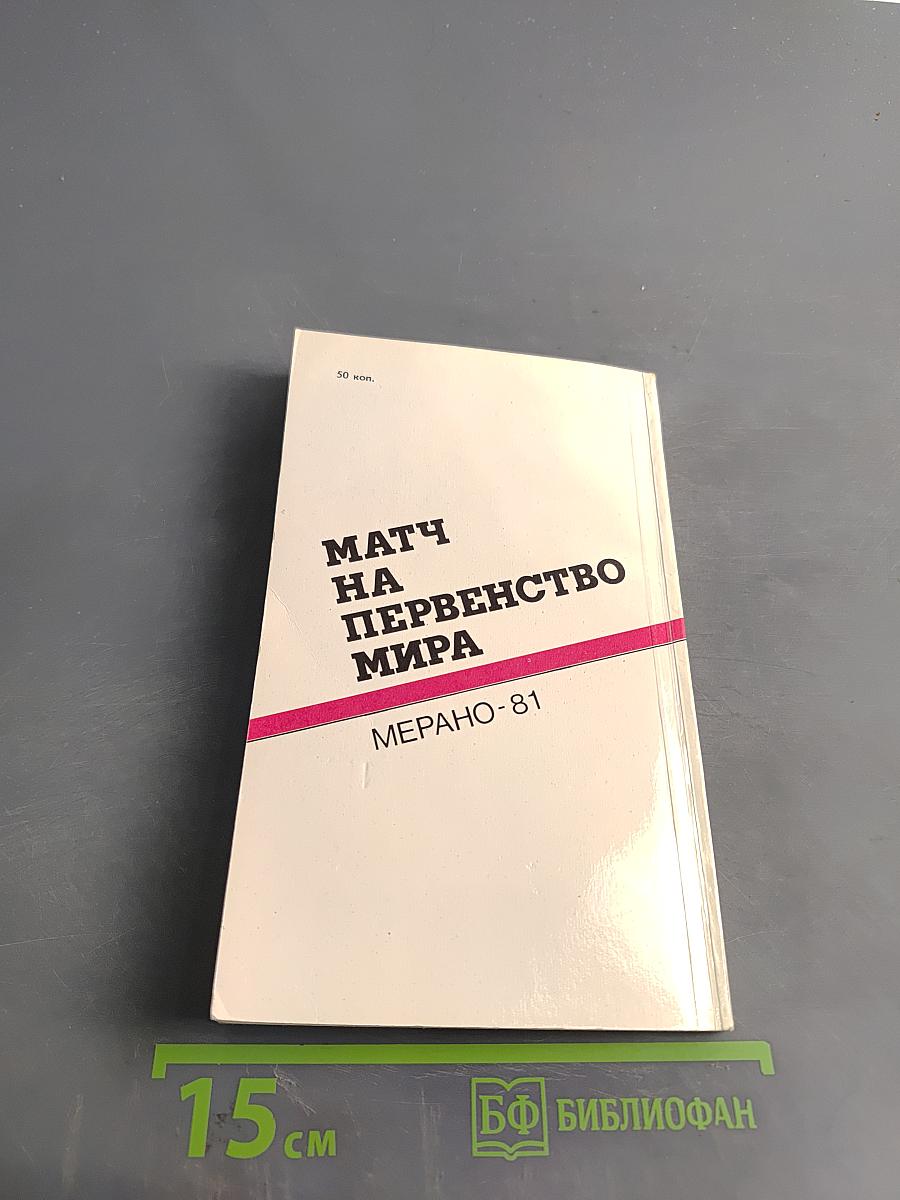 50 коп.
МАТЧ
НА
ПЕРВЕНСТВО
МИРА
МЕРАНО-81
15 см
БФ БИБЛИОФАН